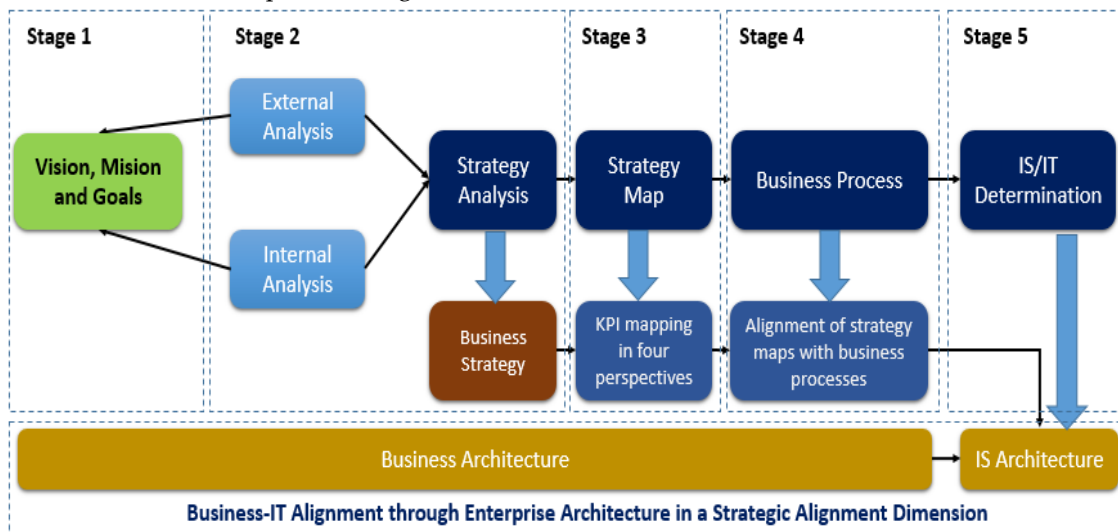 Stage 1
Stage 2
Stage 3
Stage 4
Stage 5
External
Analysis
Vision, Mision
and Goals
Strategy
Analysis
Strategy
Map
Business Process
IS/IT
Determination
Internal
Analysis
Business
Strategy
KPI mapping
in four
perspectives
Alignment of strategy
maps with business
processes
Business Architecture
IS Architecture
Business-IT Alignment through Enterprise Architecture in a Strategic Alignment Dimension